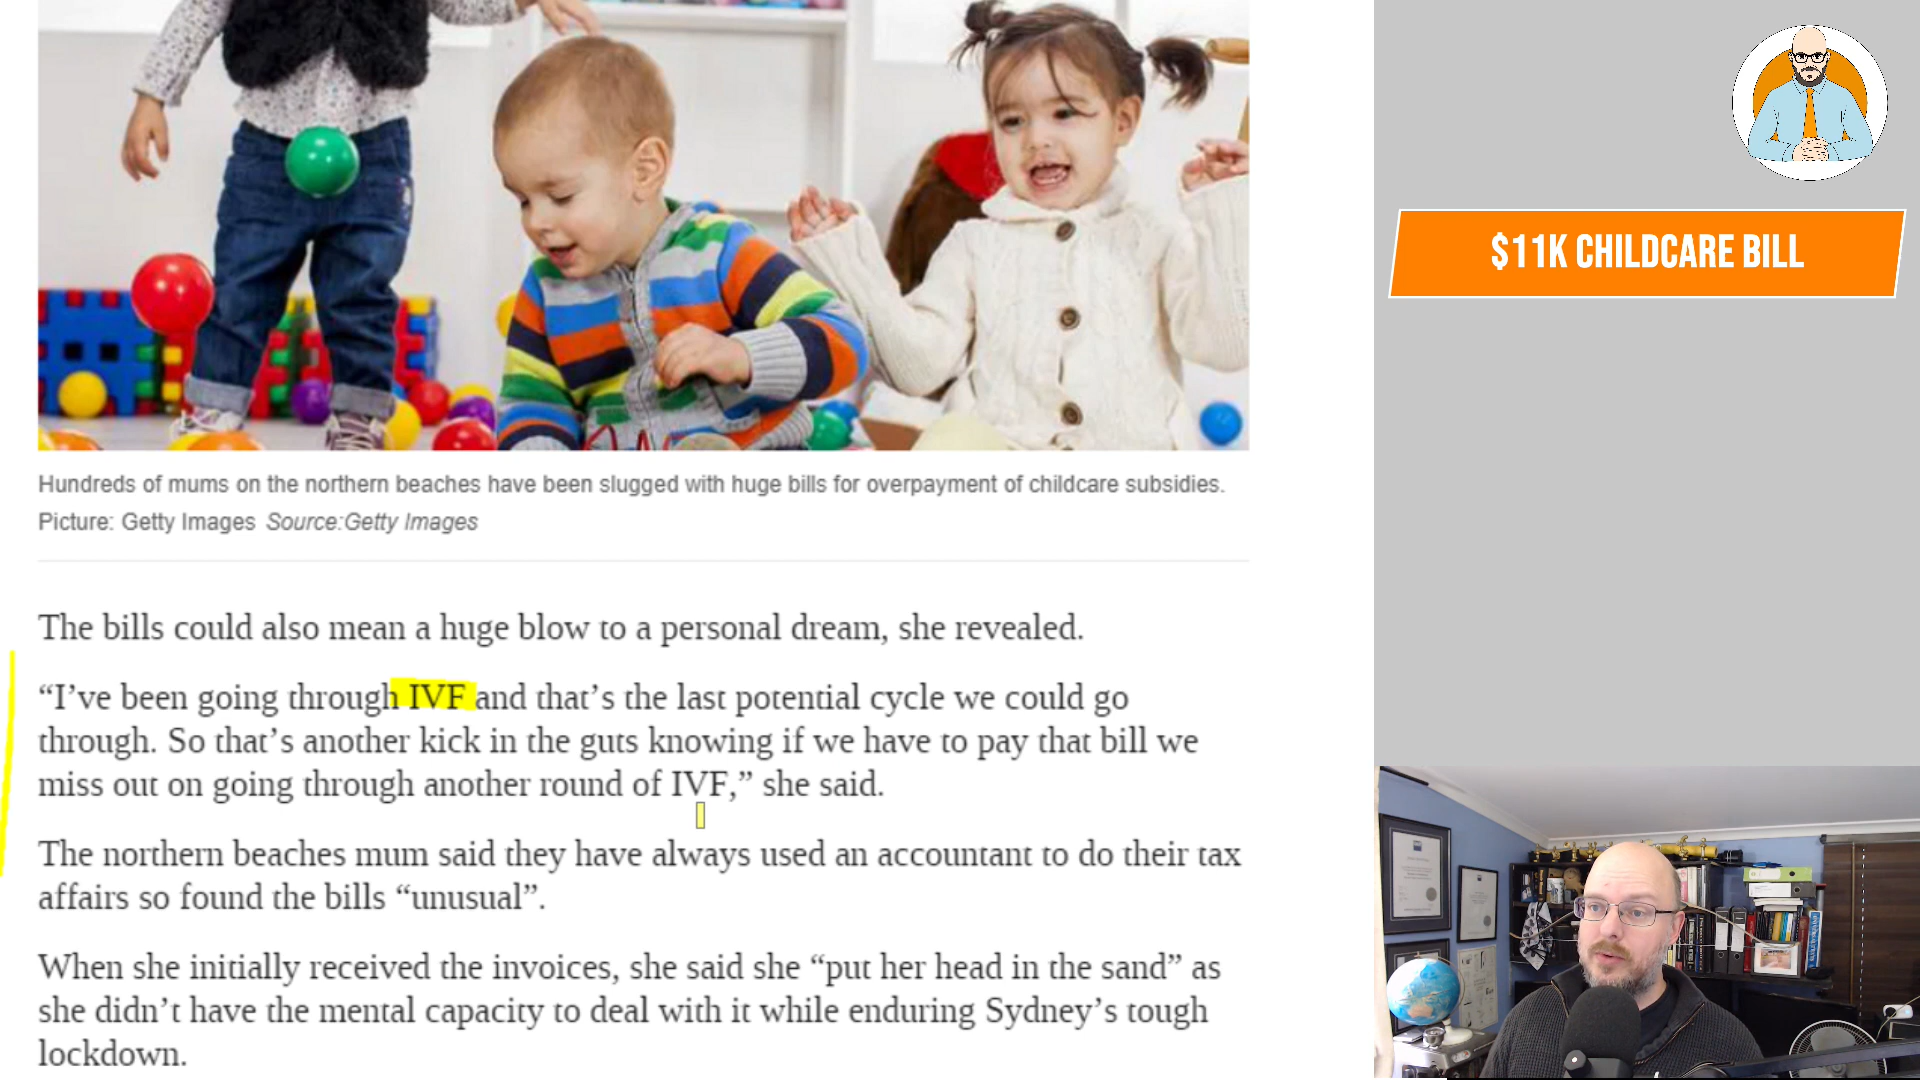 Hundreds of mums on the northern beaches have been slugged with huge bills for overpayment of childcare subsidies.
Picture: Getty Images Source:Getty Images
The bills could also mean a huge blow to a personal dream, she revealed.
“I’ve been going through IVF and that’s the last potential cycle we could go
through. So that’s another kick in the guts knowing if we have to pay that bill we
miss out on going through another round of IVF,” she said.
The northern beaches mum said they have always used an accountant to do their tax
affairs so found the bills “unusual”.
When she initially received the invoices, she said she “put her head in the sand” as
she didn’t have the mental capacity to deal with it while enduring Sydney’s tough
lockdown.
$11K CHILDCARE BILL